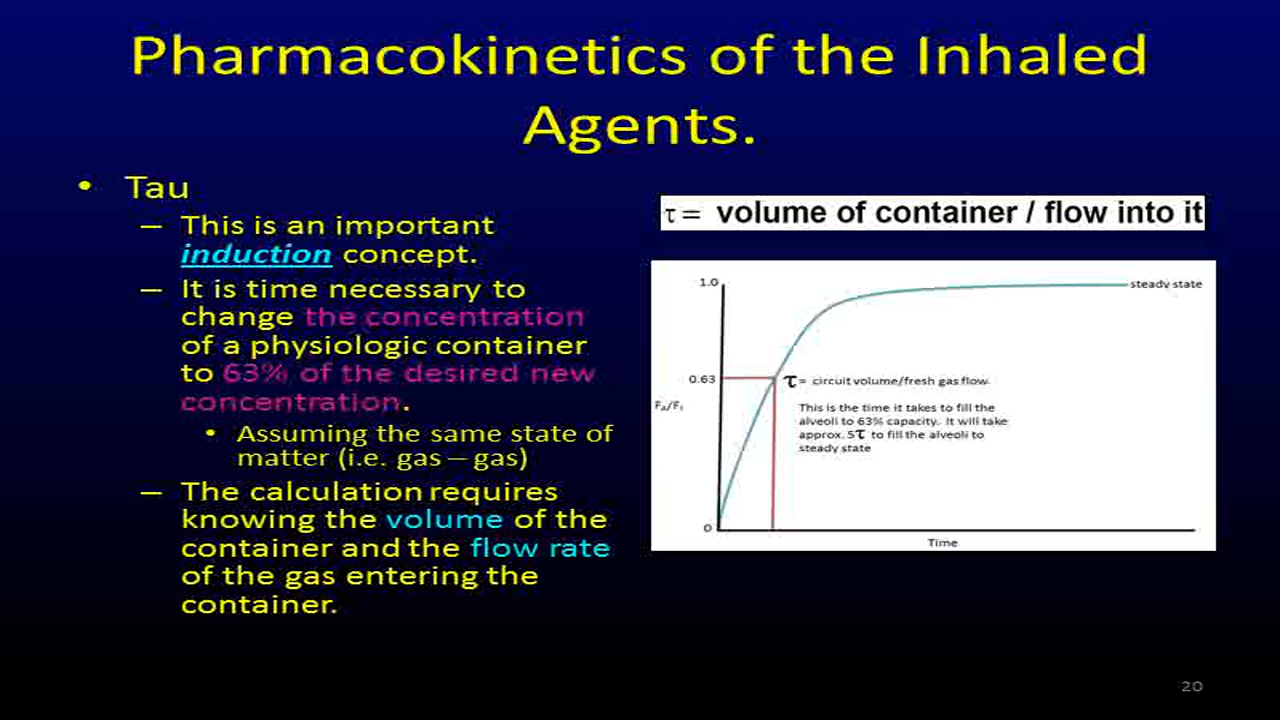 Pharmacokinetics of the Inhaled
Agents.
• Tau
– This is an important
induction concept.
– It is time necessary to
change the concentration
of a physiologic container
to 63% of the desired new
concentration.
• Assuming the same state of
matter (i.e. gas – gas)
– The calculation requires
knowing the volume of the
container and the flow rate
of the gas entering the
container.
τ = volume of container / flow into it
1.0
steady state
0.63
τ = circuit volume/fresh gas flow.
FA/FI
This is the time it takes to fill the
alveoli to 63% capacity. It will take
approx. 5τ to fill the alveoli to
steady state
0
Time
20